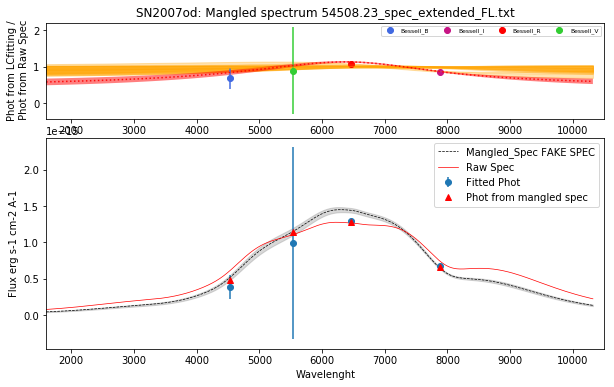 SN2007od: Mangled spectrum 54508.23_spec_extended_FL.txt
Phot from LCfitting /
Phot from Raw Spec
2
1
0
Bessell_B
Bessell_I
Bessell_R
Bessell_V
2000 3000 4000 5000 6000 7000 8000 9000 10000
1e−15
Flux erg s-1 cm-2 A-1
2.0
1.5
1.0
0.5
0.0
Mangled_Spec FAKE SPEC
Raw Spec
Fitted Phot
Phot from mangled spec
2000 3000 4000 5000 6000 7000 8000 9000 10000
Wavelenght